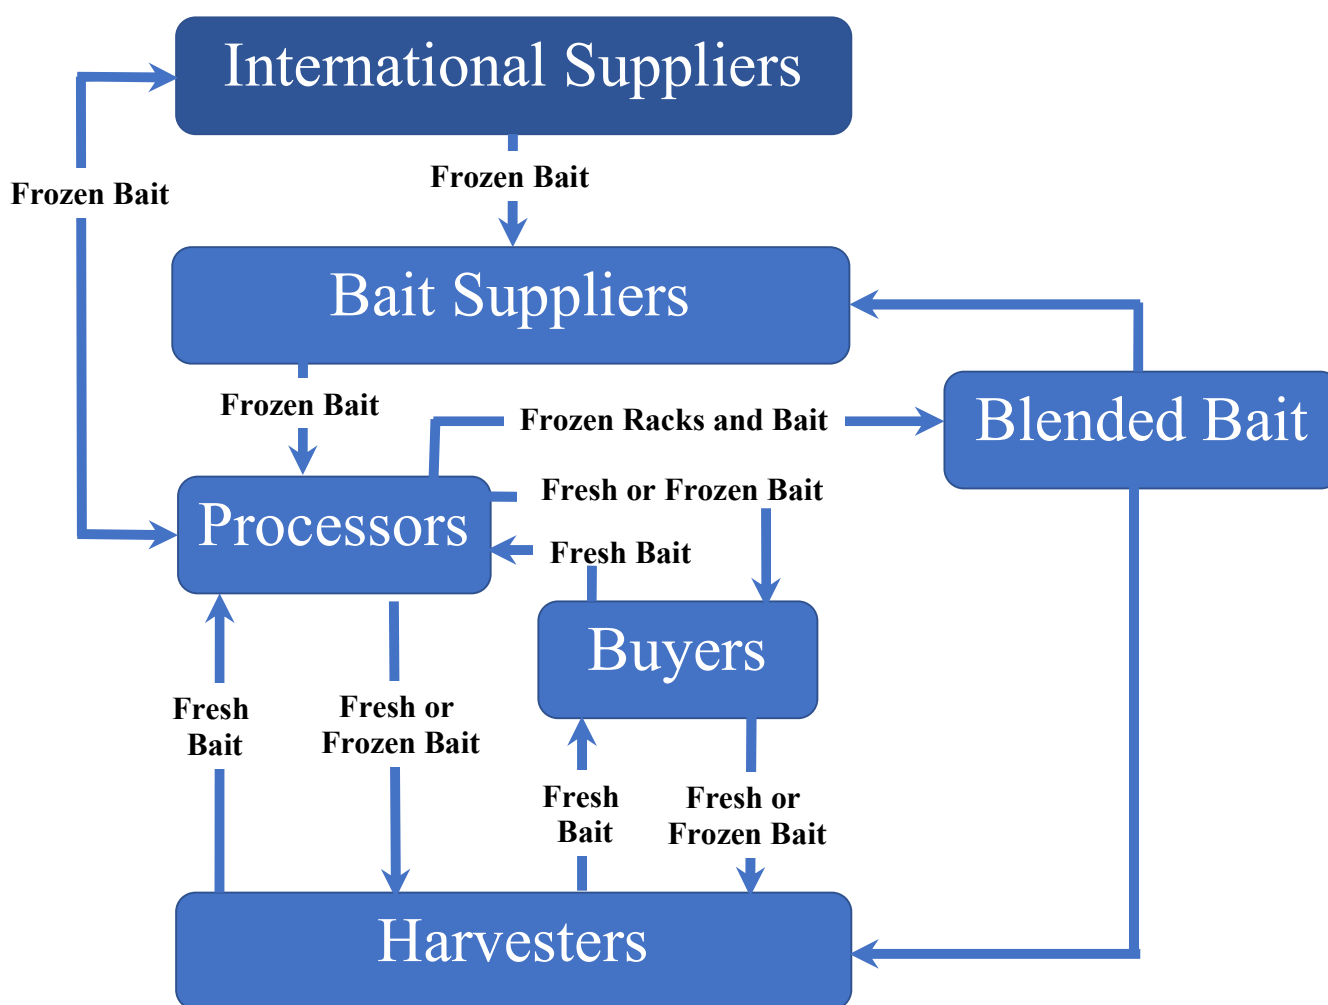 International Suppliers
Frozen Bait
Frozen Bait
Bait Suppliers
Frozen Bait
Frozen Racks and Bait
Blended Bait
Fresh or Frozen Bait
Processors
Fresh Bait
Buyers
Fresh
Bait
Fresh or
Frozen Bait
Fresh
Bait
Fresh or
Frozen Bait
Harvesters